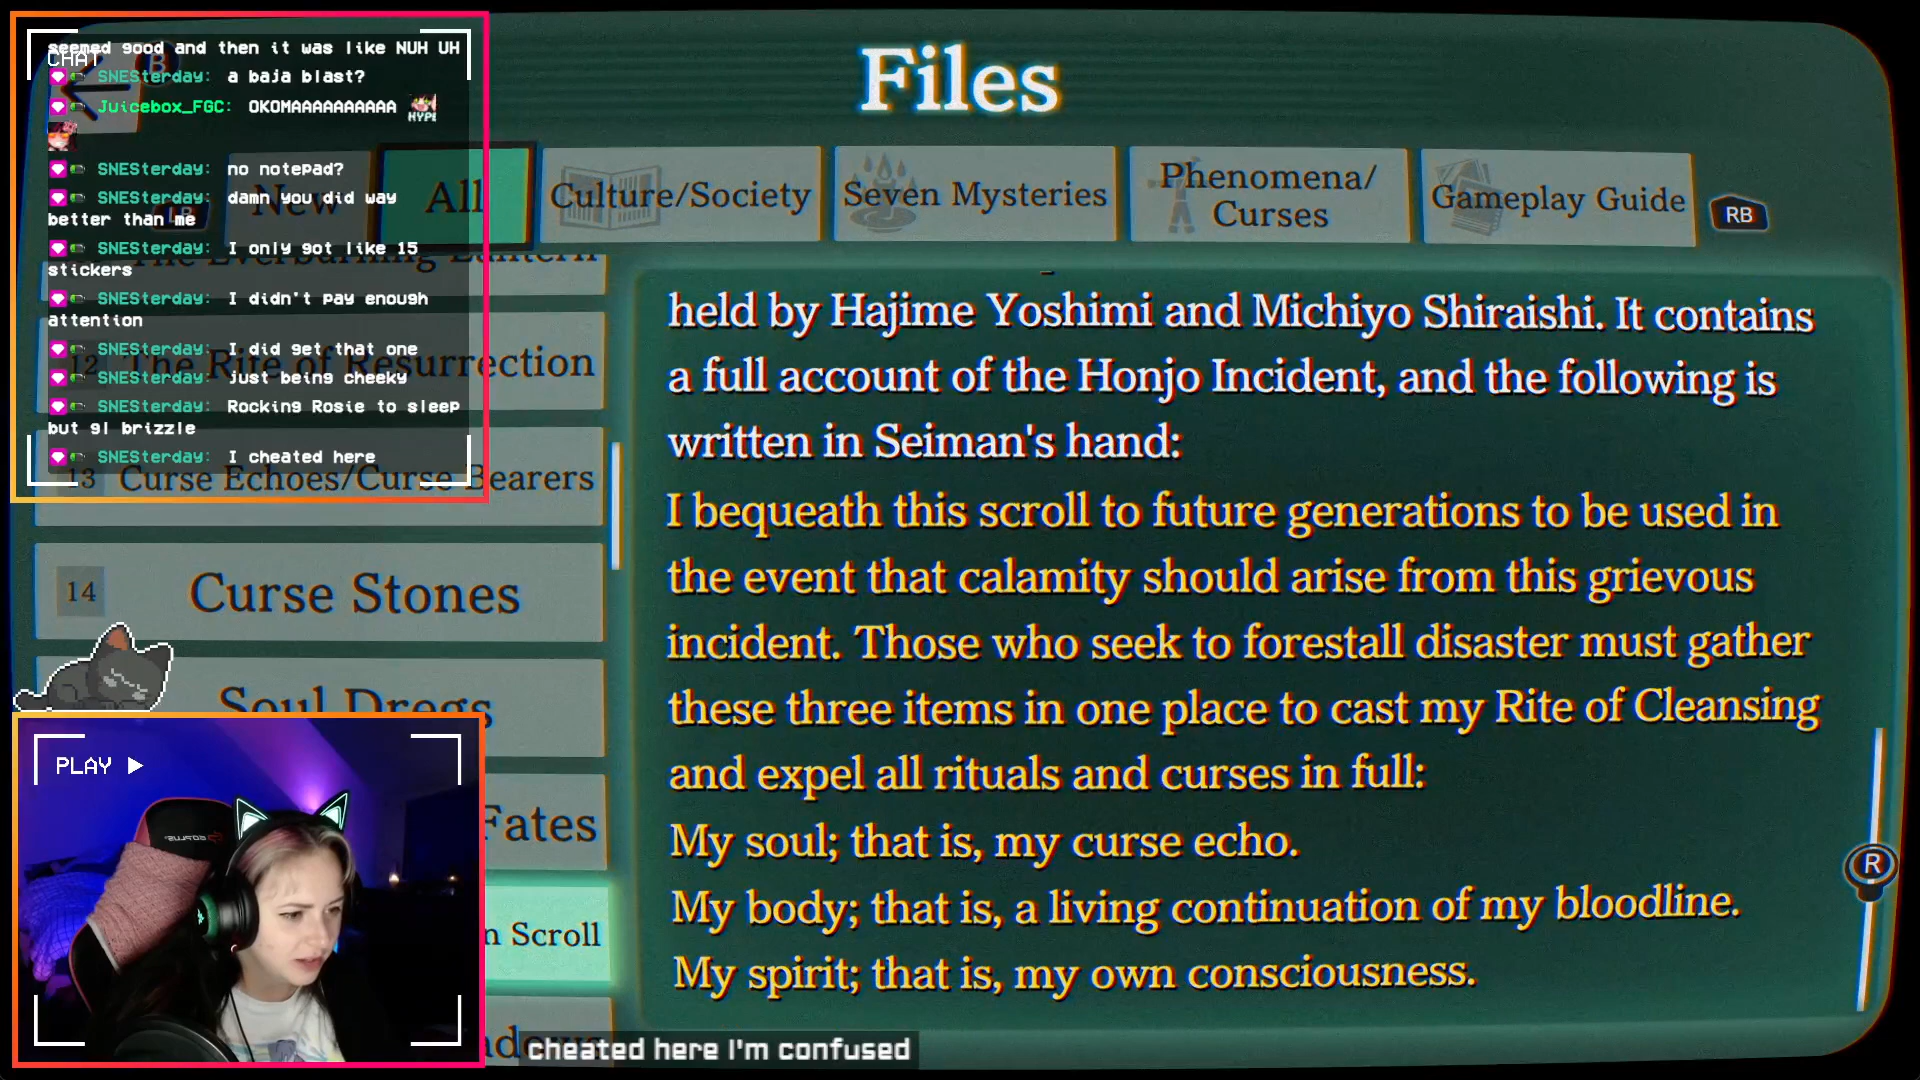 seemed good and then it was like NUH UH
CHAT
B
SNESterday: a baja blast?
Juicebox_FGC: OKOMAAAAAAAAAA
HYPE
SNESterday: no notepad?
SNESterday: damn you did way
better than me
SNESterday: I only got like 15
stickers
SNESterday: I didn't pay enough
attention
SNESterday: I did get that one
SNESterday: just being cheeky
SNESterday: Rocking Rosie to sleep
but gl brizzle
SNESterday: I cheated here
Files
New
All
Culture/Society
Seven Mysteries
Phenomena/
Curses
Gameplay Guide
RB
The Everburning Lantern
12 The Rite of Resurrection
13 Curse Echoes/Curse Bearers
14 Curse Stones
Soul Dregs
Fates
n Scroll
held by Hajime Yoshimi and Michiyo Shiraishi. It contains
a full account of the Honjo Incident, and the following is
written in Seiman's hand:
I bequeath this scroll to future generations to be used in
the event that calamity should arise from this grievous
incident. Those who seek to forestall disaster must gather
these three items in one place to cast my Rite of Cleansing
and expel all rituals and curses in full:
My soul; that is, my curse echo.
My body; that is, a living continuation of my bloodline.
My spirit; that is, my own consciousness.
R
PLAY
cheated here I'm confused